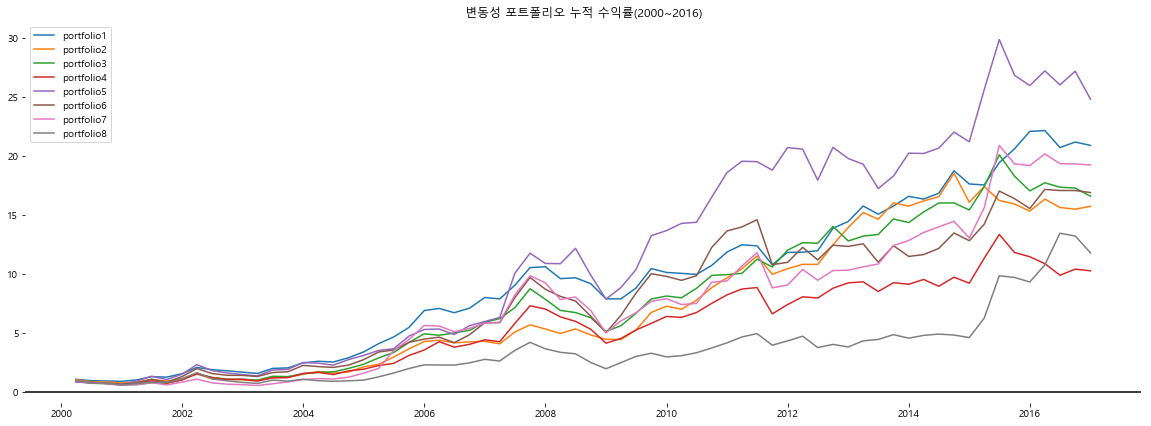 변동성 포트폴리오 누적 수익률(2000~2016)
portfolio1
portfolio2
portfolio3
portfolio4
portfolio5
portfolio6
portfolio7
portfolio8
30
25
20
15
10
5
0
2000 2002 2004 2006 2008 2010 2012 2014 2016